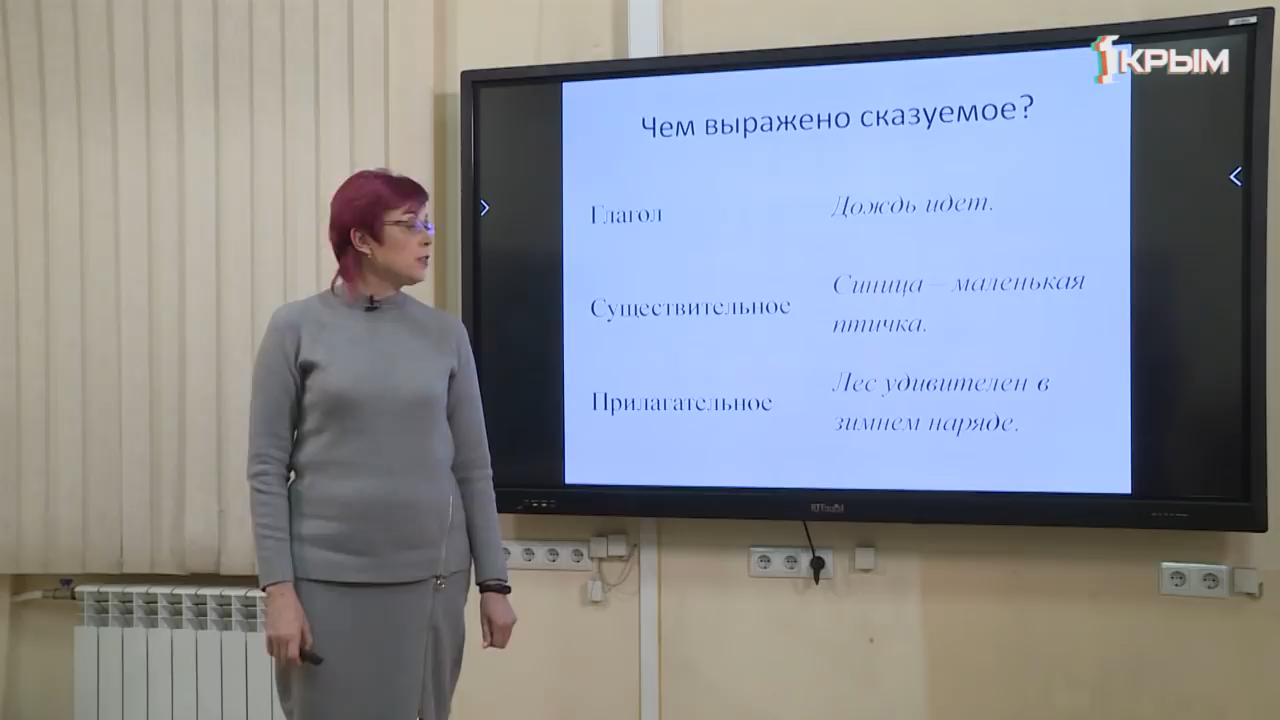 1КРЫМ
Чем выражено сказуемое?
Глагол
Дождь идет.
Существительное
Синица – маленькая
птичка.
Прилагательное
Лес удивителен в
зимнем наряде.